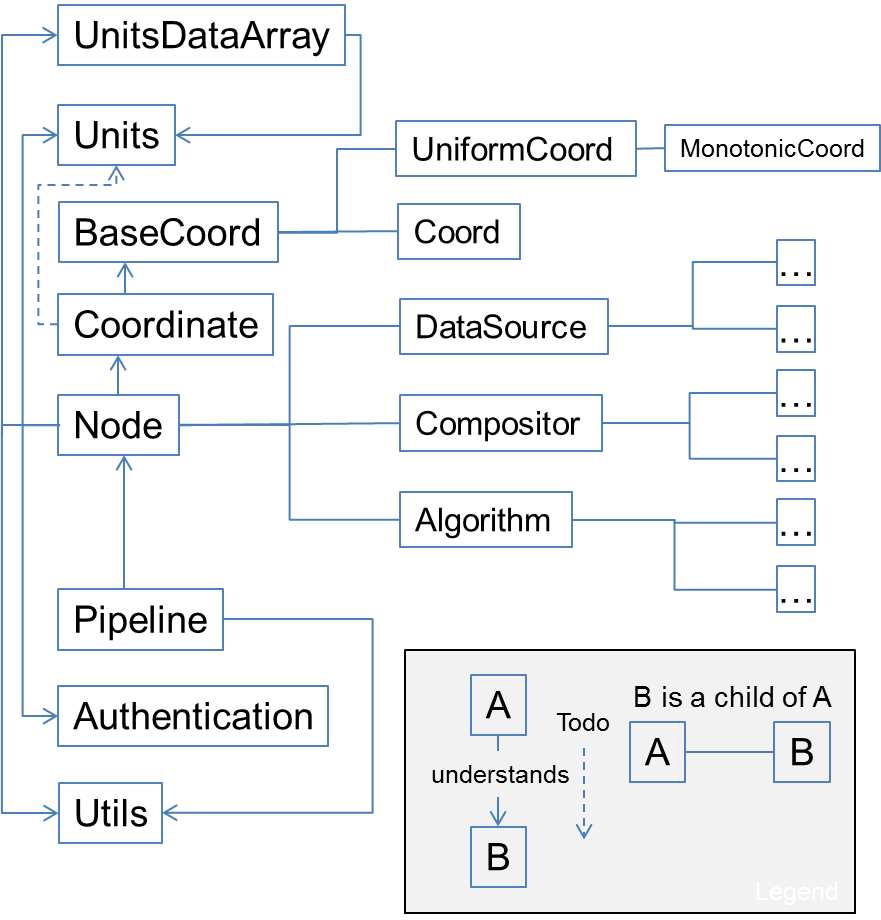 UnitsDataArray
Units
UniformCoord
MonotonicCoord
BaseCoord
Coord
...
Coordinate
DataSource
...
...
Node
Compositor
...
Algorithm
...
...
Pipeline
Authentication
Utils
A
B is a child of A
Todo
A
B
understands
B
Legend